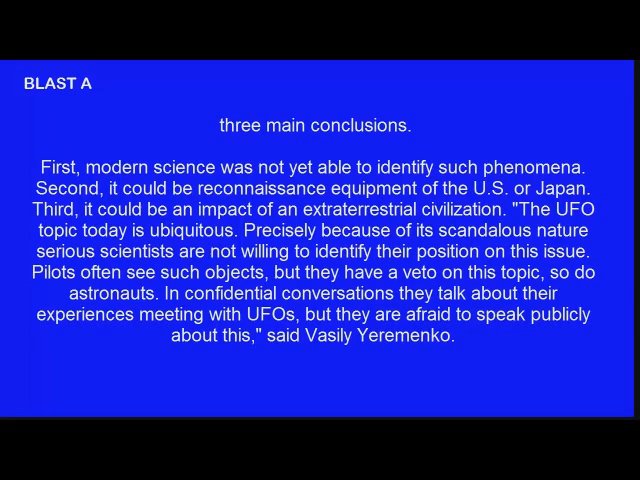 BLAST A
three main conclusions.
First, modern science was not yet able to identify such phenomena.
Second, it could be reconnaissance equipment of the U.S. or Japan.
Third, it could be an impact of an extraterrestrial civilization. "The UFO
topic today is ubiquitous. Precisely because of its scandalous nature
serious scientists are not willing to identify their position on this issue.
Pilots often see such objects, but they have a veto on this topic, so do
astronauts. In confidential conversations they talk about their
experiences meeting with UFOs, but they are afraid to speak publicly
about this," said Vasily Yeremenko.